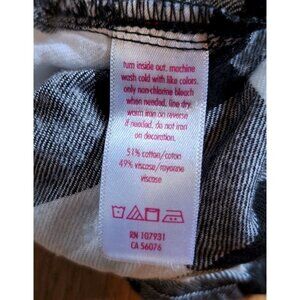 turn inside out. machine
wash cold with like colors.
only non-chlorine bleach
when needed. line dry.
warm iron on reverse
if needed. do not iron
on decoration.
51% cotton/coton
49% viscose/rayonne
viscose
RN 107931
CA 56076